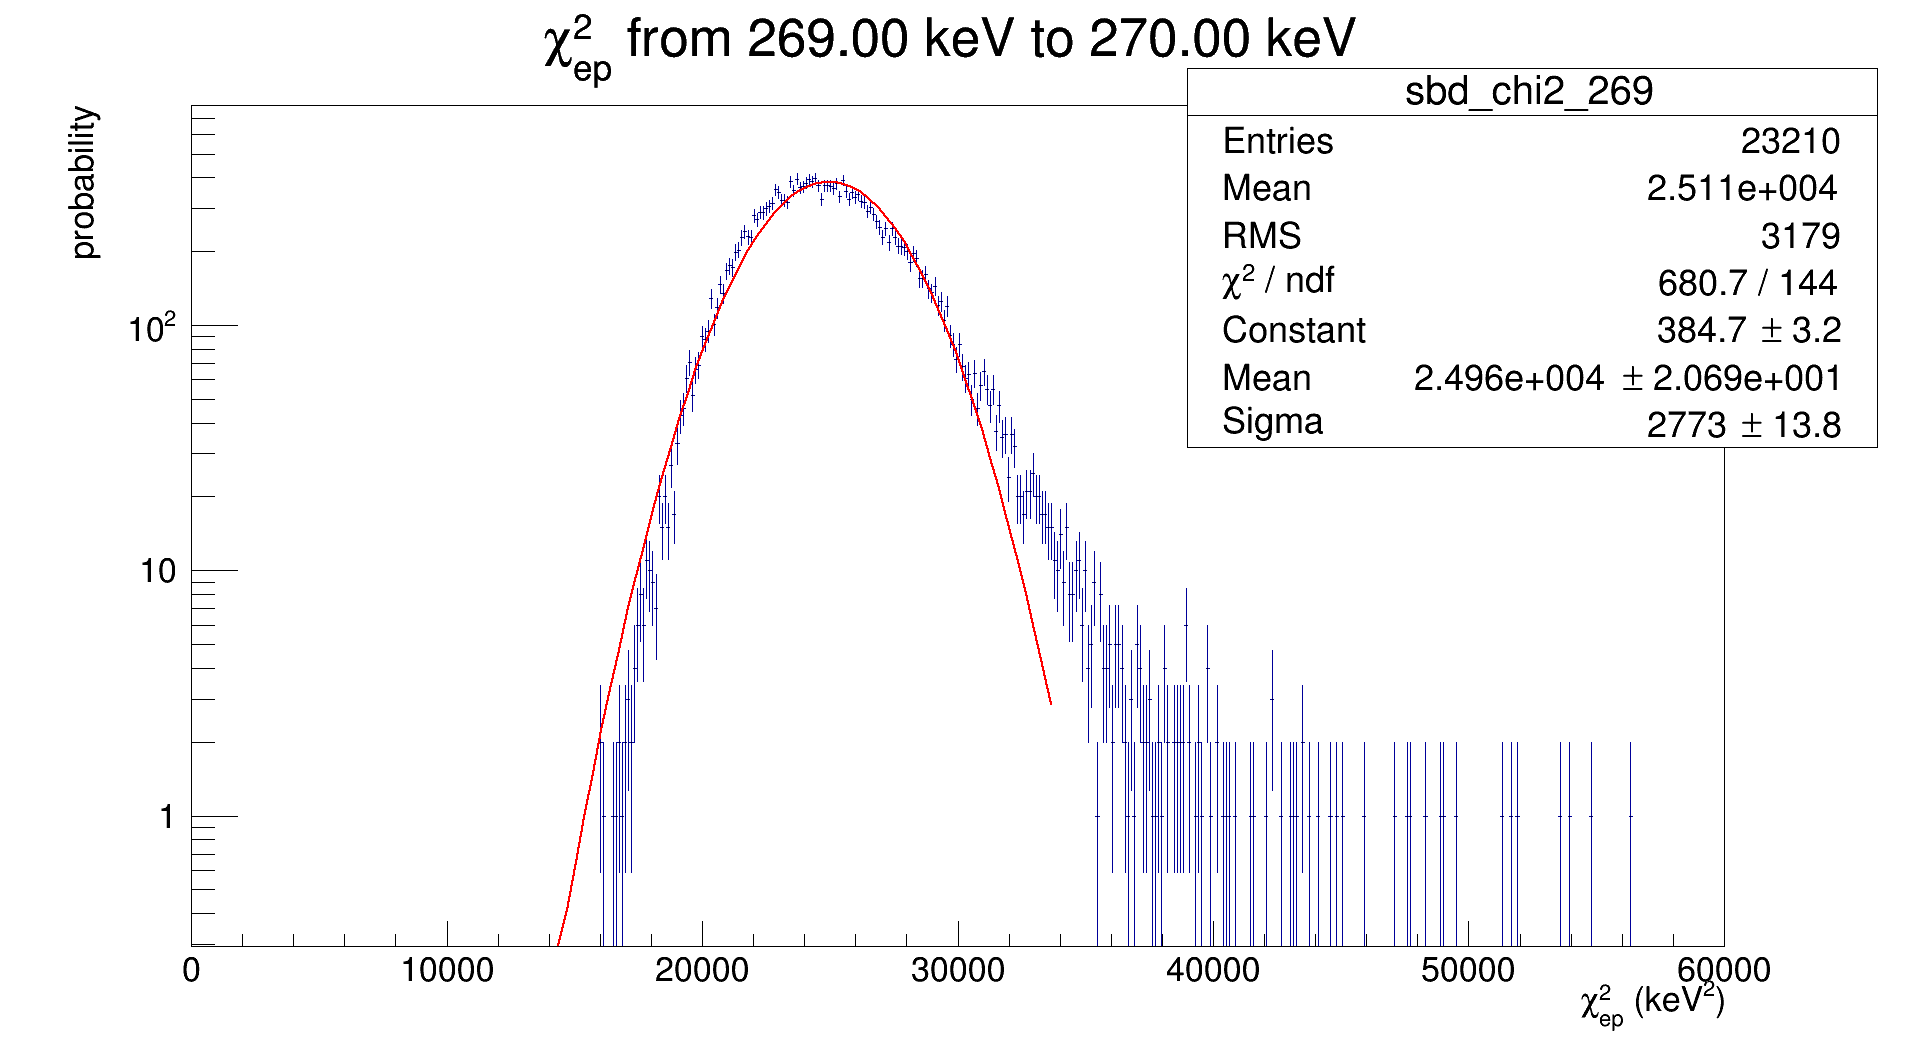 χ²ep from 269.00 keV to 270.00 keV
sbd_chi2_269
Entries 23210
Mean 2.511e+004
RMS 3179
χ² / ndf 680.7 / 144
Constant 384.7 ± 3.2
Mean 2.496e+004 ± 2.069e+001
Sigma 2773 ± 13.8
probability
10²
10
1
0 10000 20000 30000 40000 50000 60000
χ²ep (keV²)